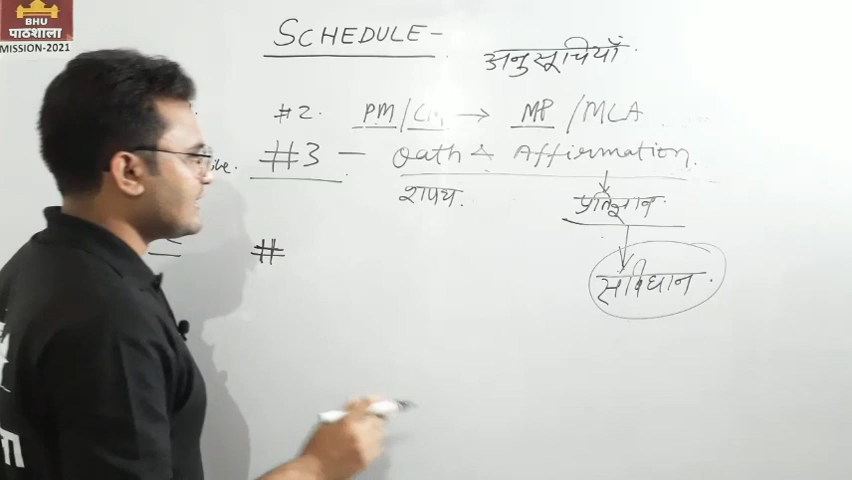 BHU
पाठशाला
MISSION-2021
SCHEDULE-
अनुसूचियाँ.
#2. PM/CM → MP/MLA
#3 - Oath & Affirmation.
शपथ.
प्रतिज्ञान.
#
संविधान.